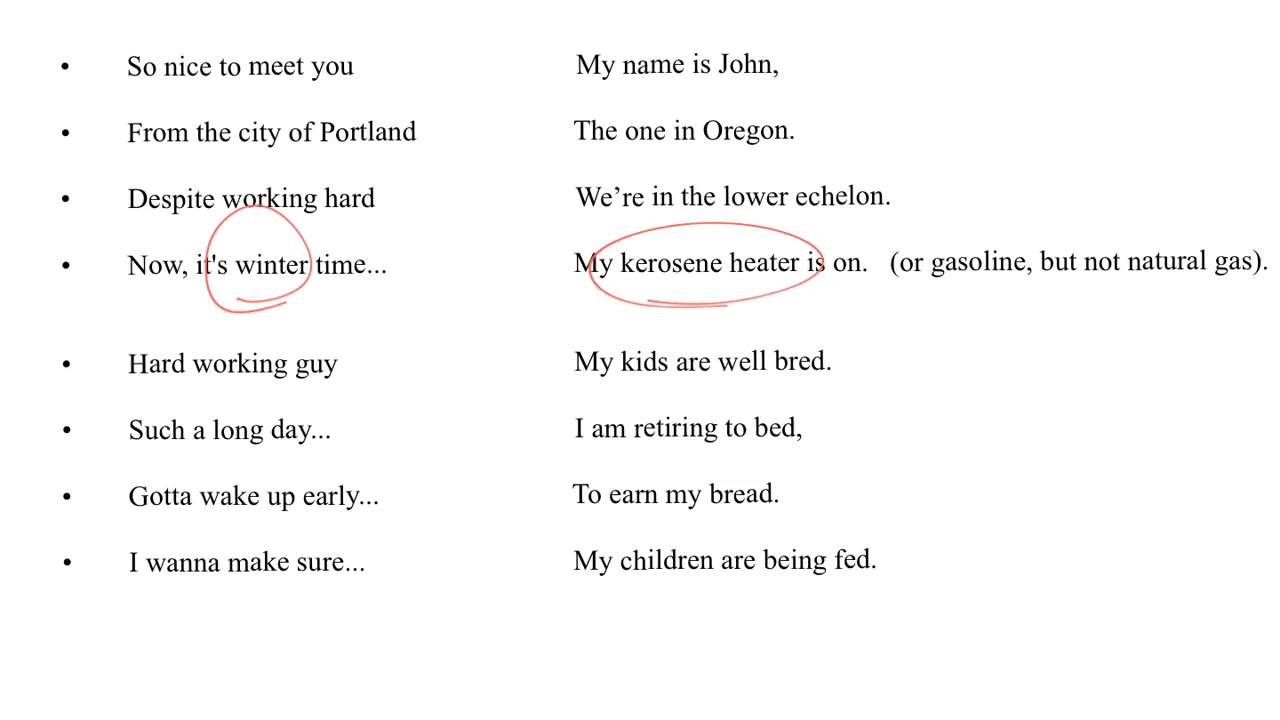 • So nice to meet you My name is John,
• From the city of Portland The one in Oregon.
• Despite working hard We’re in the lower echelon.
• Now, it's winter time... My kerosene heater is on. (or gasoline, but not natural gas).
• Hard working guy My kids are well bred.
• Such a long day... I am retiring to bed,
• Gotta wake up early... To earn my bread.
• I wanna make sure... My children are being fed.